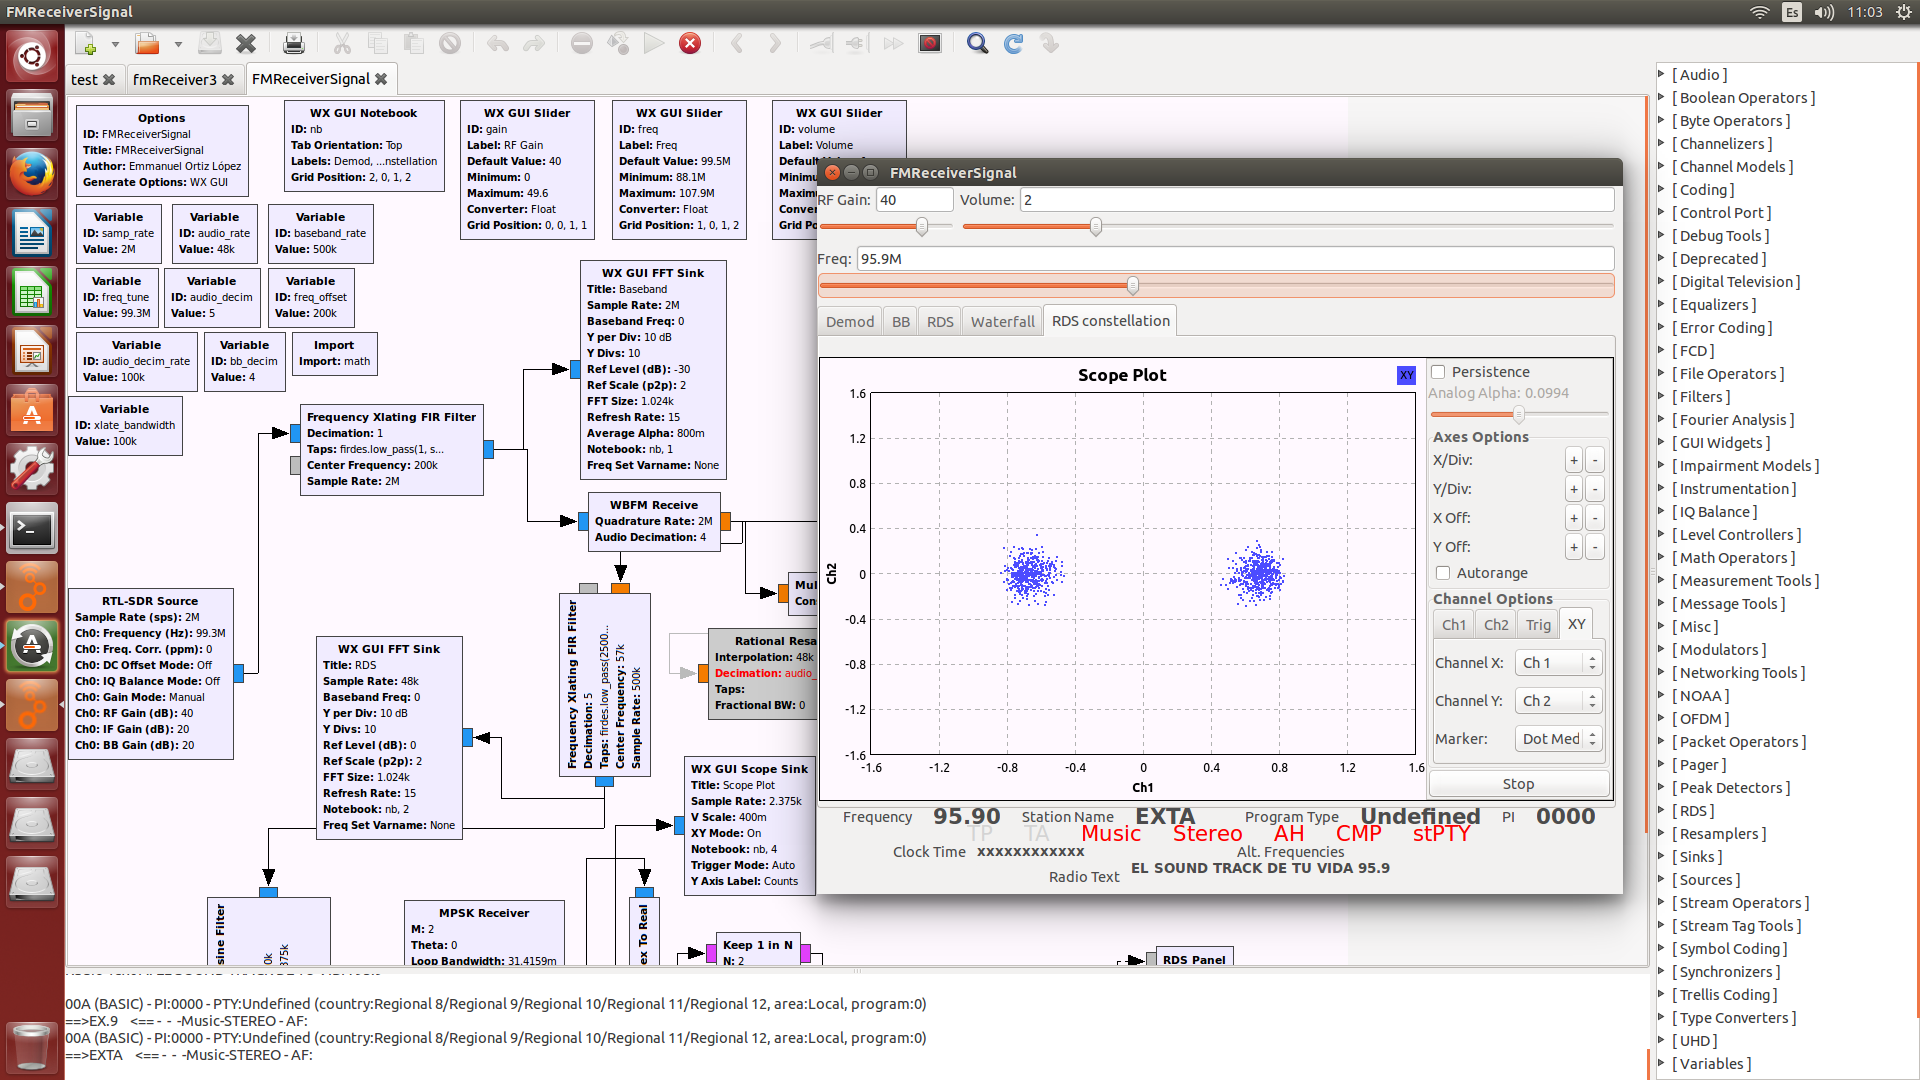 FMReceiverSignal
Es
11:03
test
fmReceiver3
FMReceiverSignal
Options
ID: FMReceiverSignal
Title: FMReceiverSignal
Author: Emmanuel Ortiz López
Generate Options: WX GUI
WX GUI Notebook
ID: nb
Tab Orientation: Top
Labels: Demod, ...nstellation
Grid Position: 2, 0, 1, 2
WX GUI Slider
ID: gain
Label: RF Gain
Default Value: 40
Minimum: 0
Maximum: 49.6
Converter: Float
Grid Position: 0, 0, 1, 1
WX GUI Slider
ID: freq
Label: Freq
Default Value: 99.5M
Minimum: 88.1M
Maximum: 107.9M
Converter: Float
Grid Position: 1, 0, 1, 2
WX GUI Slider
ID: volume
Label: Volume
Variable
ID: samp_rate
Value: 2M
Variable
ID: audio_rate
Value: 48k
Variable
ID: baseband_rate
Value: 500k
Variable
ID: freq_tune
Value: 99.3M
Variable
ID: audio_decim
Value: 5
Variable
ID: freq_offset
Value: 200k
Variable
ID: audio_decim_rate
Value: 100k
Variable
ID: bb_decim
Value: 4
Import
Import: math
Variable
ID: xlate_bandwidth
Value: 100k
Frequency Xlating FIR Filter
Decimation: 1
Taps: firdes.low_pass(1, s...
Center Frequency: 200k
Sample Rate: 2M
WX GUI FFT Sink
Title: Baseband
Sample Rate: 2M
Baseband Freq: 0
Y per Div: 10 dB
Y Divs: 10
Ref Level (dB): -30
Ref Scale (p2p): 2
FFT Size: 1.024k
Refresh Rate: 15
Average Alpha: 800m
Notebook: nb, 1
Freq Set Varname: None
WBFM Receive
Quadrature Rate: 2M
Audio Decimation: 4
RTL-SDR Source
Sample Rate (sps): 2M
Ch0: Frequency (Hz): 99.3M
Ch0: Freq. Corr. (ppm): 0
Ch0: DC Offset Mode: Off
Ch0: IQ Balance Mode: Off
Ch0: Gain Mode: Manual
Ch0: RF Gain (dB): 40
Ch0: IF Gain (dB): 20
Ch0: BB Gain (dB): 20
WX GUI FFT Sink
Title: RDS
Sample Rate: 48k
Baseband Freq: 0
Y per Div: 10 dB
Y Divs: 10
Ref Level (dB): 0
Ref Scale (p2p): 2
FFT Size: 1.024k
Refresh Rate: 15
Notebook: nb, 2
Freq Set Varname: None
Frequency Xlating FIR Filter
Decimation: 5
Taps: firdes.low_pass(2500...
Center Frequency: 57k
Sample Rate: 500k
Mul
Con
Rational Resa
Interpolation: 48k
Decimation: audio_
Taps:
Fractional BW: 0
WX GUI Scope Sink
Title: Scope Plot
Sample Rate: 2.375k
V Scale: 400m
XY Mode: On
Notebook: nb, 4
Trigger Mode: Auto
Y Axis Label: Counts
sine Filter
0k
375k
MPSK Receiver
M: 2
Theta: 0
Loop Bandwidth: 31.4159m
ex To Real
Keep 1 in N
N: 2
RDS Panel
FMReceiverSignal
RF Gain: 40 Volume: 2
Freq: 95.9M
Demod BB RDS Waterfall RDS constellation
Scope Plot
XY
1.6
1.2
0.8
0.4
0
-0.4
-0.8
-1.2
-1.6
Ch2
-1.6 -1.2 -0.8 -0.4 0 0.4 0.8 1.2 1.6
Ch1
Persistence
Analog Alpha: 0.0994
Axes Options
X/Div: + -
Y/Div: + -
X Off: + -
Y Off: + -
Autorange
Channel Options
Ch1 Ch2 Trig XY
Channel X: Ch 1
Channel Y: Ch 2
Marker: Dot Med
Stop
Frequency 95.90 Station Name EXTA Program Type Undefined PI 0000
TP TA Music Stereo AH CMP stPTY
Clock Time xxxxxxxxxxxx Alt. Frequencies
Radio Text EL SOUND TRACK DE TU VIDA 95.9
00A (BASIC) - PI:0000 - PTY:Undefined (country:Regional 8/Regional 9/Regional 10/Regional 11/Regional 12, area:Local, program:0)
==>EX.9 <== - - -Music-STEREO - AF:
00A (BASIC) - PI:0000 - PTY:Undefined (country:Regional 8/Regional 9/Regional 10/Regional 11/Regional 12, area:Local, program:0)
==>EXTA <== - - -Music-STEREO - AF:
[ Audio ]
[ Boolean Operators ]
[ Byte Operators ]
[ Channelizers ]
[ Channel Models ]
[ Coding ]
[ Control Port ]
[ Debug Tools ]
[ Deprecated ]
[ Digital Television ]
[ Equalizers ]
[ Error Coding ]
[ FCD ]
[ File Operators ]
[ Filters ]
[ Fourier Analysis ]
[ GUI Widgets ]
[ Impairment Models ]
[ Instrumentation ]
[ IQ Balance ]
[ Level Controllers ]
[ Math Operators ]
[ Measurement Tools ]
[ Message Tools ]
[ Misc ]
[ Modulators ]
[ Networking Tools ]
[ NOAA ]
[ OFDM ]
[ Packet Operators ]
[ Pager ]
[ Peak Detectors ]
[ RDS ]
[ Resamplers ]
[ Sinks ]
[ Sources ]
[ Stream Operators ]
[ Stream Tag Tools ]
[ Symbol Coding ]
[ Synchronizers ]
[ Trellis Coding ]
[ Type Converters ]
[ UHD ]
[ Variables ]